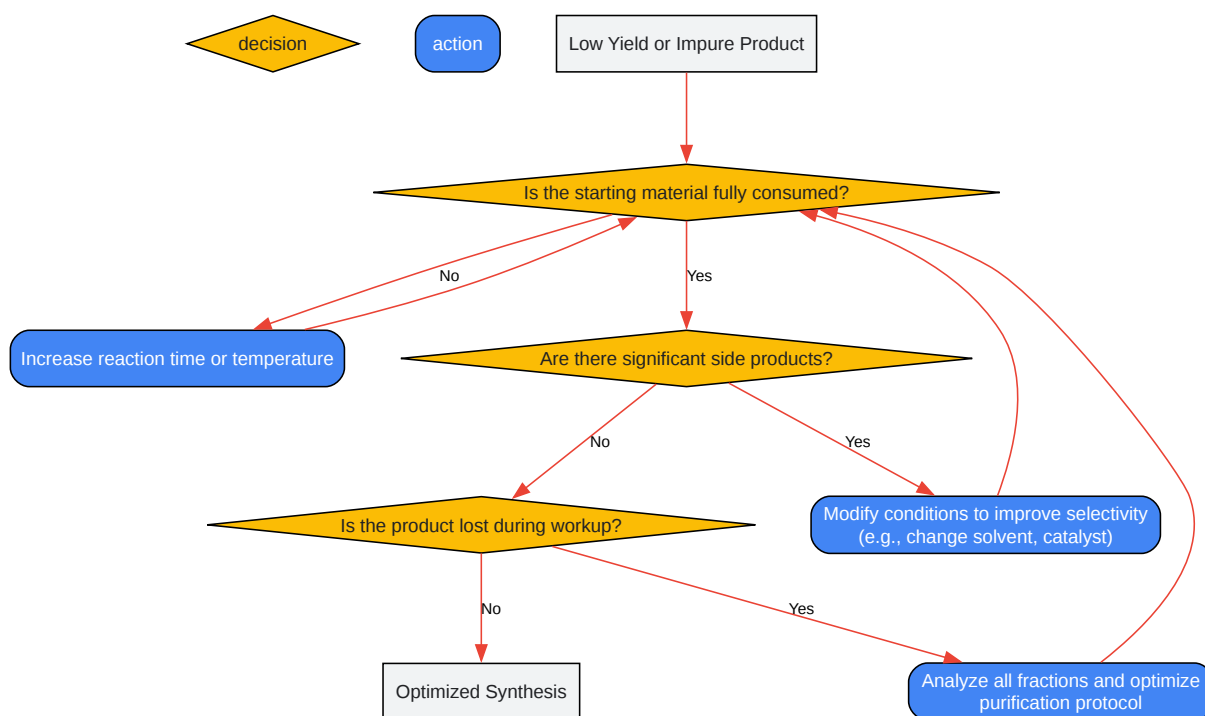 decision
action
Low Yield or Impure Product
Is the starting material fully consumed?
No
Yes
Increase reaction time or temperature
Are there significant side products?
No
Yes
Modify conditions to improve selectivity
(e.g., change solvent, catalyst)
Is the product lost during workup?
No
Yes
Optimized Synthesis
Analyze all fractions and optimize
purification protocol